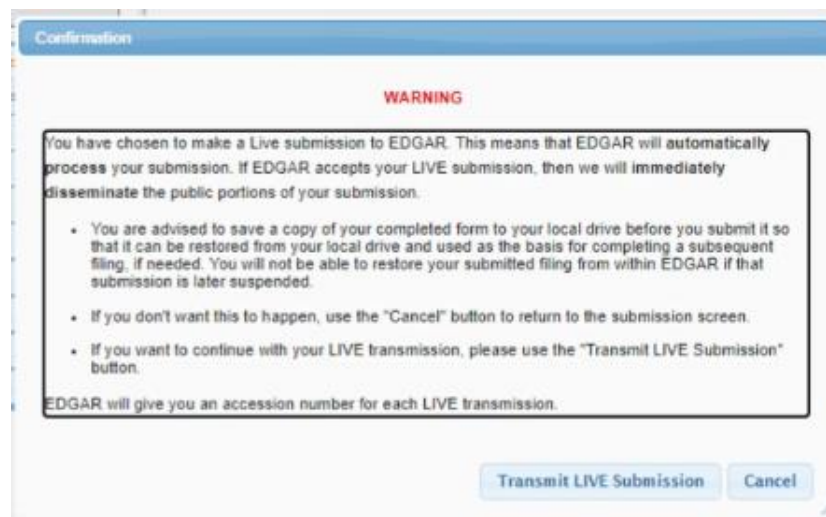 Confirmation
WARNING
You have chosen to make a Live submission to EDGAR. This means that EDGAR will automatically
process your submission. If EDGAR accepts your LIVE submission, then we will immediately
disseminate the public portions of your submission.
• You are advised to save a copy of your completed form to your local drive before you submit it so
that it can be restored from your local drive and used as the basis for completing a subsequent
filing, if needed. You will not be able to restore your submitted filing from within EDGAR if that
submission is later suspended.
• If you don't want this to happen, use the "Cancel" button to return to the submission screen.
• If you want to continue with your LIVE transmission, please use the "Transmit LIVE Submission"
button.
EDGAR will give you an accession number for each LIVE transmission.
Transmit LIVE Submission Cancel